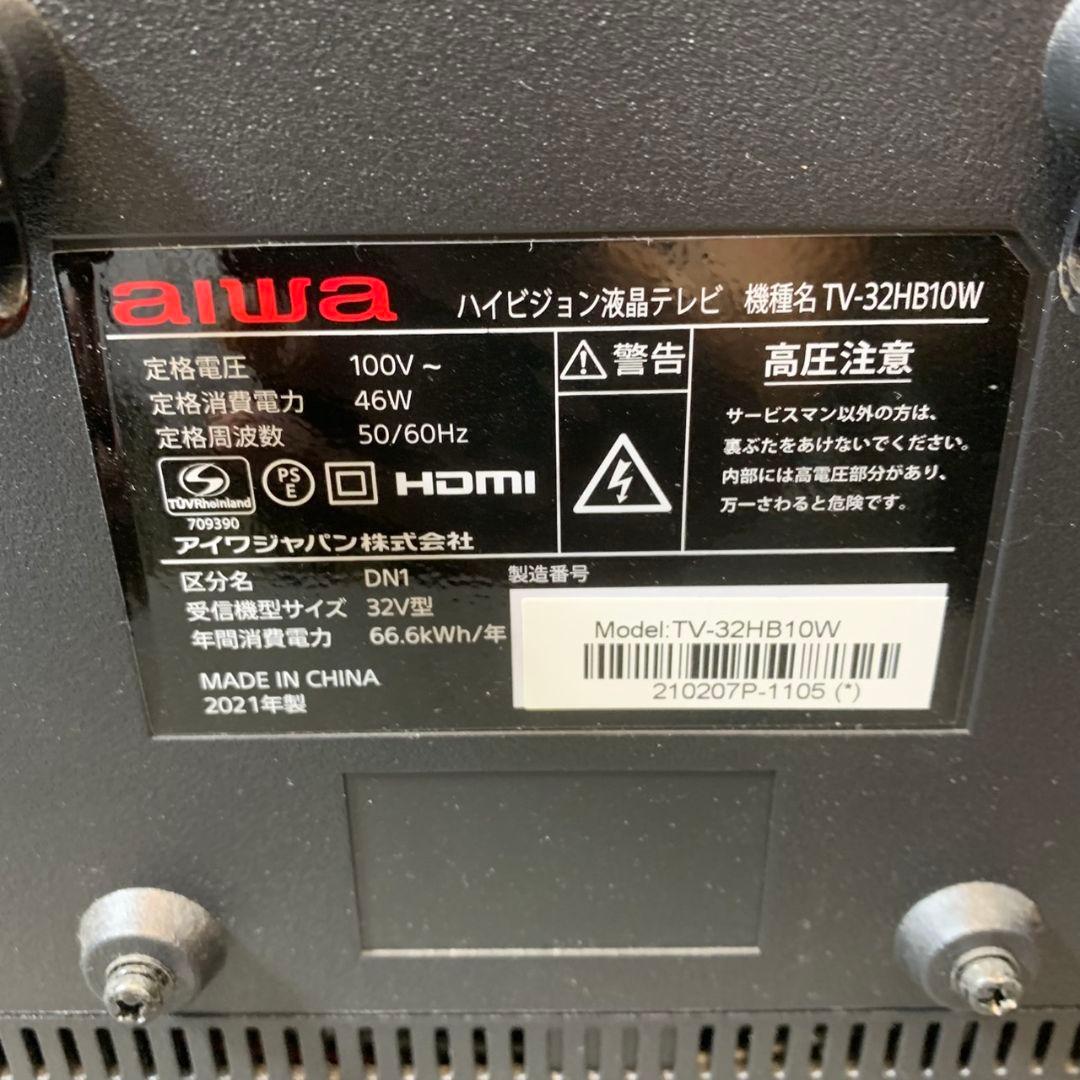 aiwa ハイビジョン液晶テレビ 機種名 TV-32HB10W
定格電圧 100V～
定格消費電力 46W
定格周波数 50/60Hz
TÜVRheinland
709390
PS
E
HDMI
アイワジャパン株式会社
警告
高圧注意
サービスマン以外の方は、
裏ぶたをあけないでください。
内部には高電圧部分があり、
万一さわると危険です。
区分名 DN1
受信機型サイズ 32V型
年間消費電力 66.6kWh/年
MADE IN CHINA
2021年製
製造番号
Model:TV-32HB10W
210207P-1105 (*)